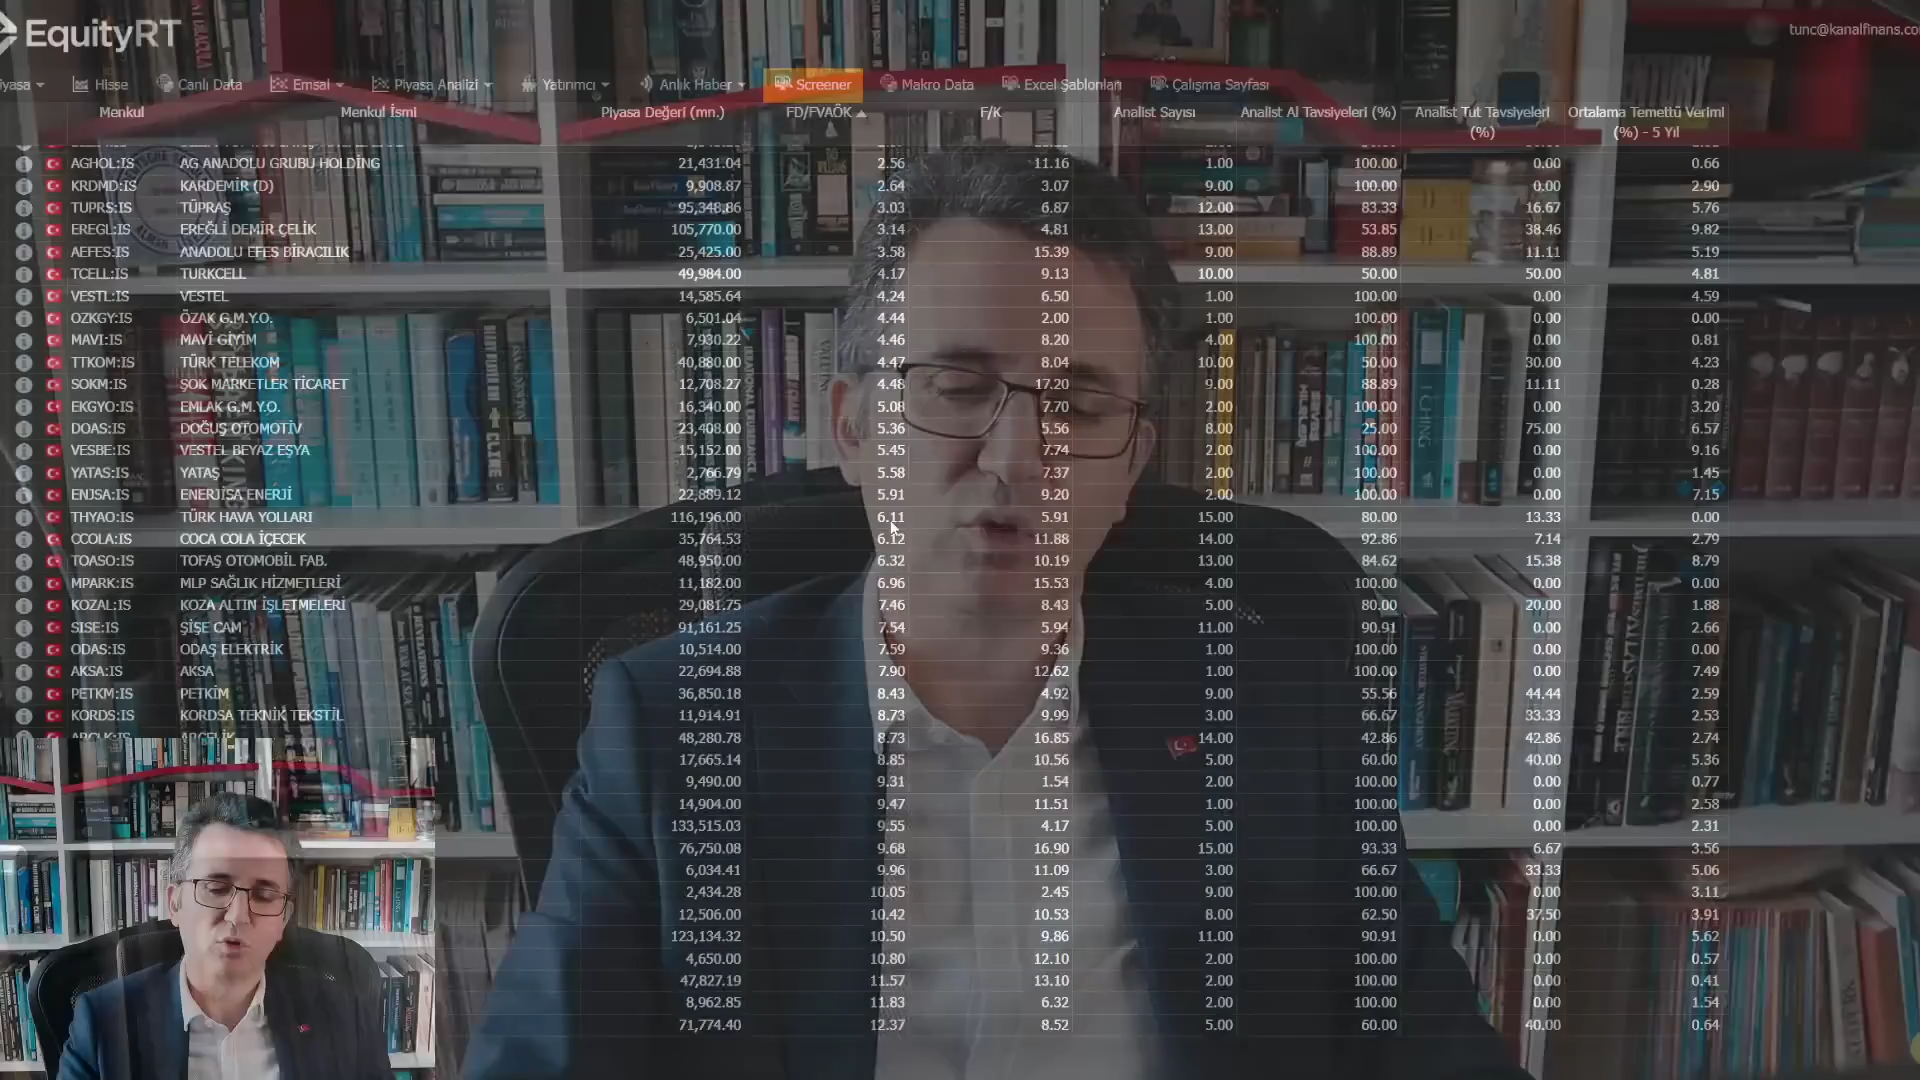 EquityRT
tunc@kanalfinans.co
iyasa Hisse Canlı Data Emsal Piyasa Analizi Yatırımcı Anlık Haber Screener Makro Data Excel Şablonları Çalışma Sayfası
Menkul Menkul İsmi Piyasa Değeri (mn.) FD/FVAÖK F/K Analist Sayısı Analist Al Tavsiyeleri (%) Analist Tut Tavsiyeleri (%) Ortalama Temettü Verimi (%) - 5 Yıl
AGHOL:IS AG ANADOLU GRUBU HOLDİNG 21,431.04 2.56 11.16 1.00 100.00 0.00 0.66
KRDMD:IS KARDEMİR (D) 9,908.87 2.64 3.07 9.00 100.00 0.00 2.90
TUPRS:IS TÜPRAŞ 95,348.86 3.03 6.87 12.00 83.33 16.67 5.76
EREGL:IS EREĞLİ DEMİR ÇELİK 105,770.00 3.14 4.81 13.00 53.85 38.46 9.82
AEFES:IS ANADOLU EFES BİRACILIK 25,425.00 3.58 15.39 9.00 88.89 11.11 5.19
TCELL:IS TURKCELL 49,984.00 4.17 9.13 10.00 50.00 50.00 4.81
VESTL:IS VESTEL 14,585.64 4.24 6.50 1.00 100.00 0.00 4.59
OZKGY:IS ÖZAK G.M.Y.O. 6,501.04 4.44 2.00 1.00 100.00 0.00 0.00
MAVI:IS MAVİ GİYİM 7,930.22 4.46 8.20 4.00 100.00 0.00 0.81
TTKOM:IS TÜRK TELEKOM 40,880.00 4.47 8.04 10.00 50.00 30.00 4.23
SOKM:IS ŞOK MARKETLER TİCARET 12,708.27 4.48 17.20 9.00 88.89 11.11 0.28
EKGYO:IS EMLAK G.M.Y.O. 16,340.00 5.08 7.70 2.00 100.00 0.00 3.20
DOAS:IS DOĞUŞ OTOMOTİV 23,408.00 5.36 5.56 8.00 25.00 75.00 6.57
VESBE:IS VESTEL BEYAZ EŞYA 15,152.00 5.45 7.74 2.00 100.00 0.00 9.16
YATAS:IS YATAŞ 2,766.79 5.58 7.37 2.00 100.00 0.00 1.45
ENJSA:IS ENERJİSA ENERJİ 22,889.12 5.91 9.20 2.00 100.00 0.00 7.15
THYAO:IS TÜRK HAVA YOLLARI 116,196.00 6.11 5.91 15.00 80.00 13.33 0.00
CCOLA:IS COCA COLA İÇECEK 35,764.53 6.12 11.88 14.00 92.86 7.14 2.79
TOASO:IS TOFAŞ OTOMOBİL FAB. 48,950.00 6.32 10.19 13.00 84.62 15.38 8.79
MPARK:IS MLP SAĞLIK HİZMETLERİ 11,182.00 6.96 15.53 4.00 100.00 0.00 0.00
KOZAL:IS KOZA ALTIN İŞLETMELERİ 29,081.75 7.46 8.43 5.00 80.00 20.00 1.88
SISE:IS ŞİŞE CAM 91,161.25 7.54 5.94 11.00 90.91 0.00 2.66
ODAS:IS ODAŞ ELEKTRİK 10,514.00 7.59 9.36 1.00 100.00 0.00 0.00
AKSA:IS AKSA 22,694.88 7.90 12.62 1.00 100.00 0.00 7.49
PETKM:IS PETKİM 36,850.18 8.43 4.92 9.00 55.56 44.44 2.59
KORDS:IS KORDSA TEKNİK TEKSTİL 11,914.91 8.73 9.99 3.00 66.67 33.33 2.53
ARCLK:IS ARÇELİK 48,280.78 8.73 16.85 14.00 42.86 42.86 2.74
17,665.14 8.85 10.56 5.00 60.00 40.00 5.36
9,490.00 9.31 1.54 2.00 100.00 0.00 0.77
14,904.00 9.47 11.51 1.00 100.00 0.00 2.58
133,515.03 9.55 4.17 5.00 100.00 0.00 2.31
76,750.08 9.68 16.90 15.00 93.33 6.67 3.56
6,034.41 9.96 11.09 3.00 66.67 33.33 5.06
2,434.28 10.05 2.45 9.00 100.00 0.00 3.11
12,506.00 10.42 10.53 8.00 62.50 37.50 3.91
123,134.32 10.50 9.86 11.00 90.91 0.00 5.62
4,650.00 10.80 12.10 2.00 100.00 0.00 0.57
47,827.19 11.57 13.10 2.00 100.00 0.00 0.41
8,962.85 11.83 6.32 2.00 100.00 0.00 1.54
71,774.40 12.37 8.52 5.00 60.00 40.00 0.64